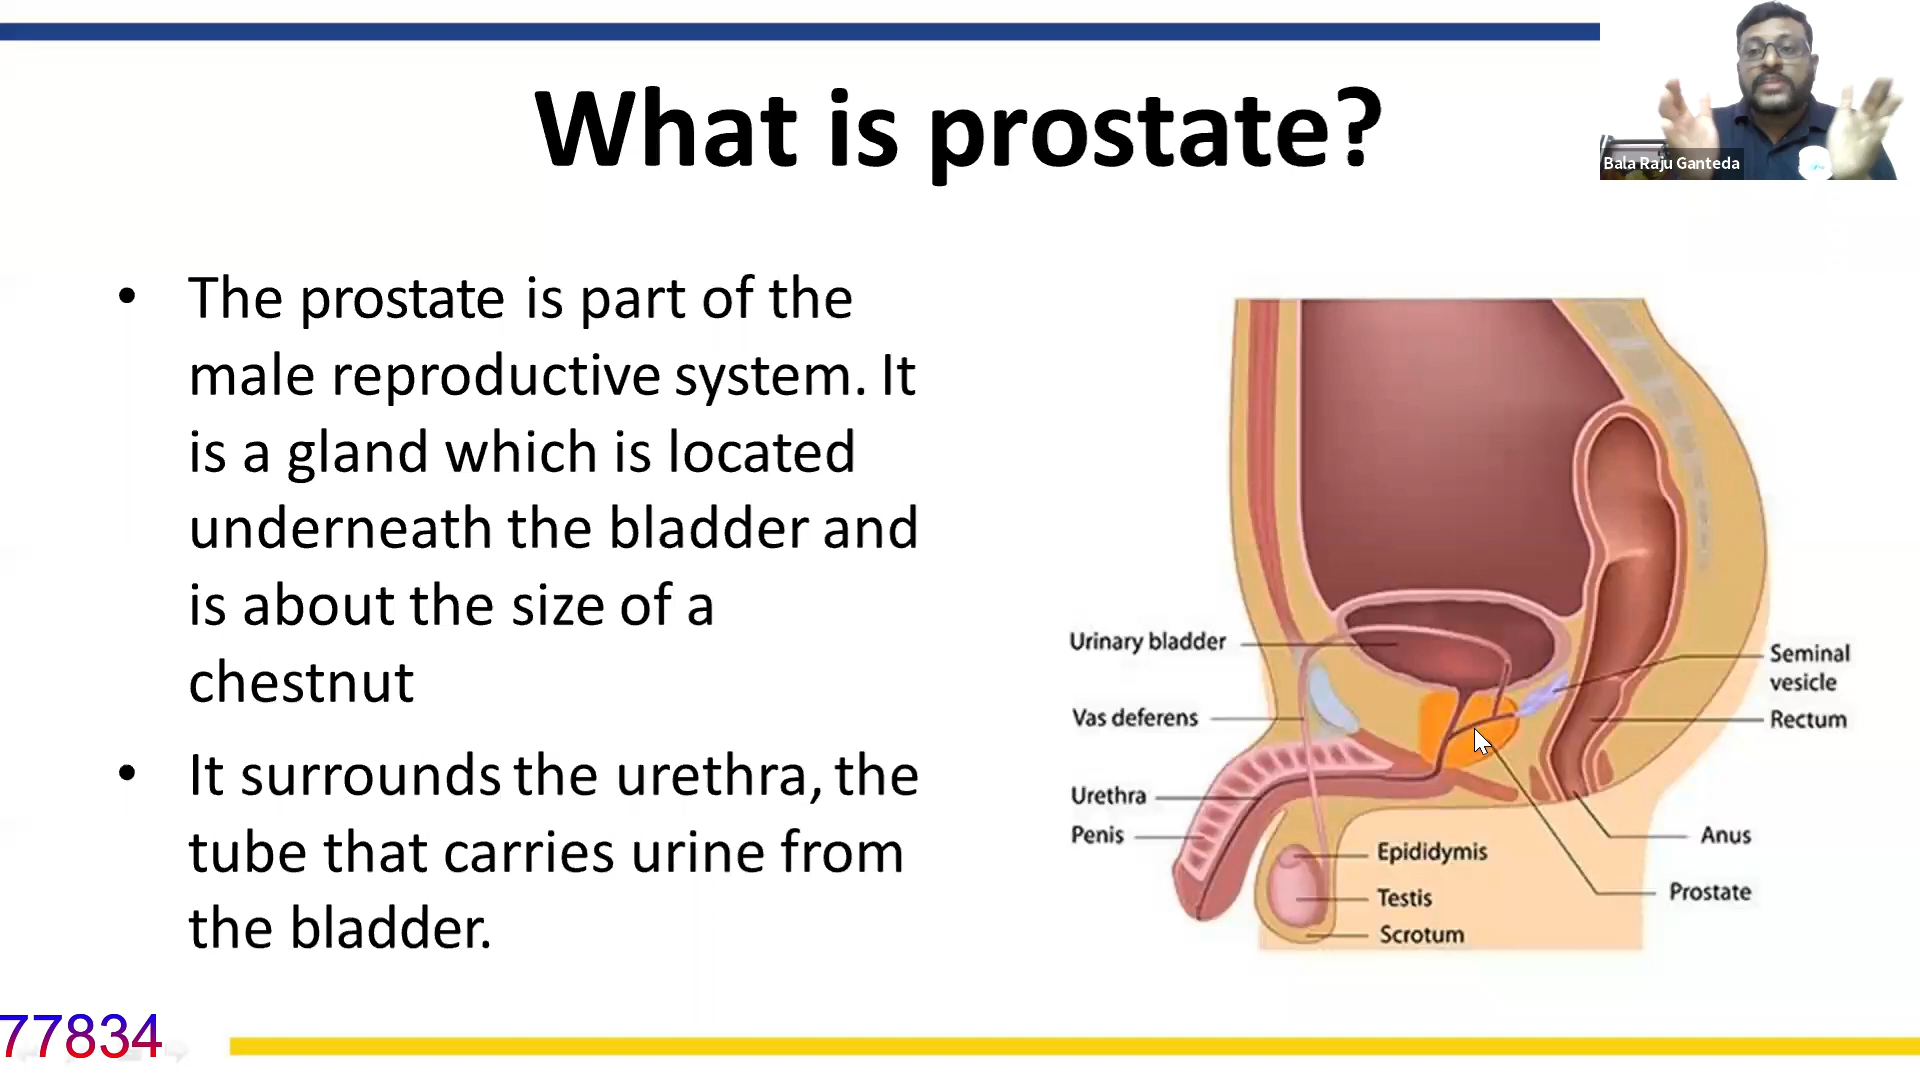 What is prostate?
Bala Raju Ganteda
• The prostate is part of the
male reproductive system. It
is a gland which is located
underneath the bladder and
is about the size of a
chestnut
• It surrounds the urethra, the
tube that carries urine from
the bladder.
Urinary bladder
Vas deferens
Urethra
Penis
Seminal
vesicle
Rectum
Anus
Prostate
Epididymis
Testis
Scrotum
77834